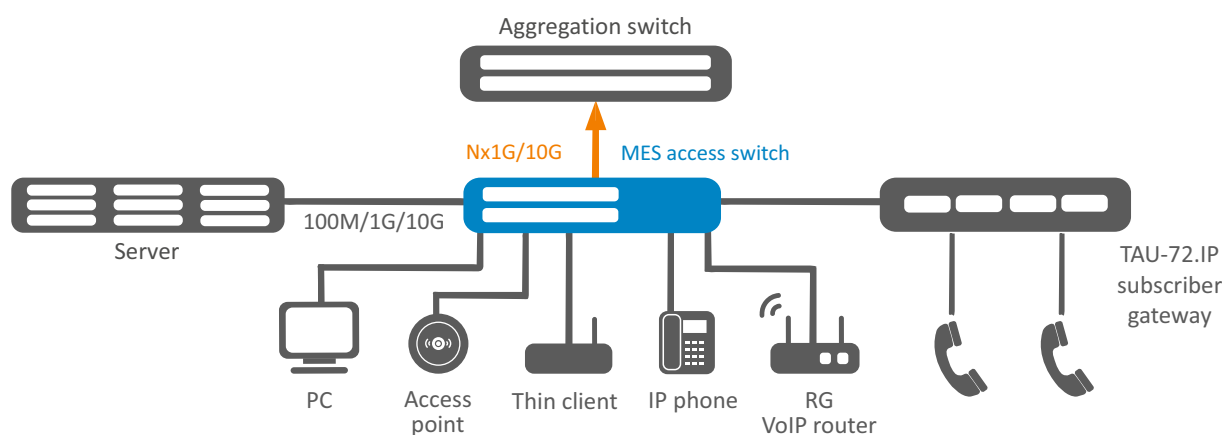 Aggregation switch
Nx1G/10G
MES access switch
100M/1G/10G
Server
TAU-72.IP
subscriber
gateway
PC
Access
point
Thin client
IP phone
RG
VoIP router